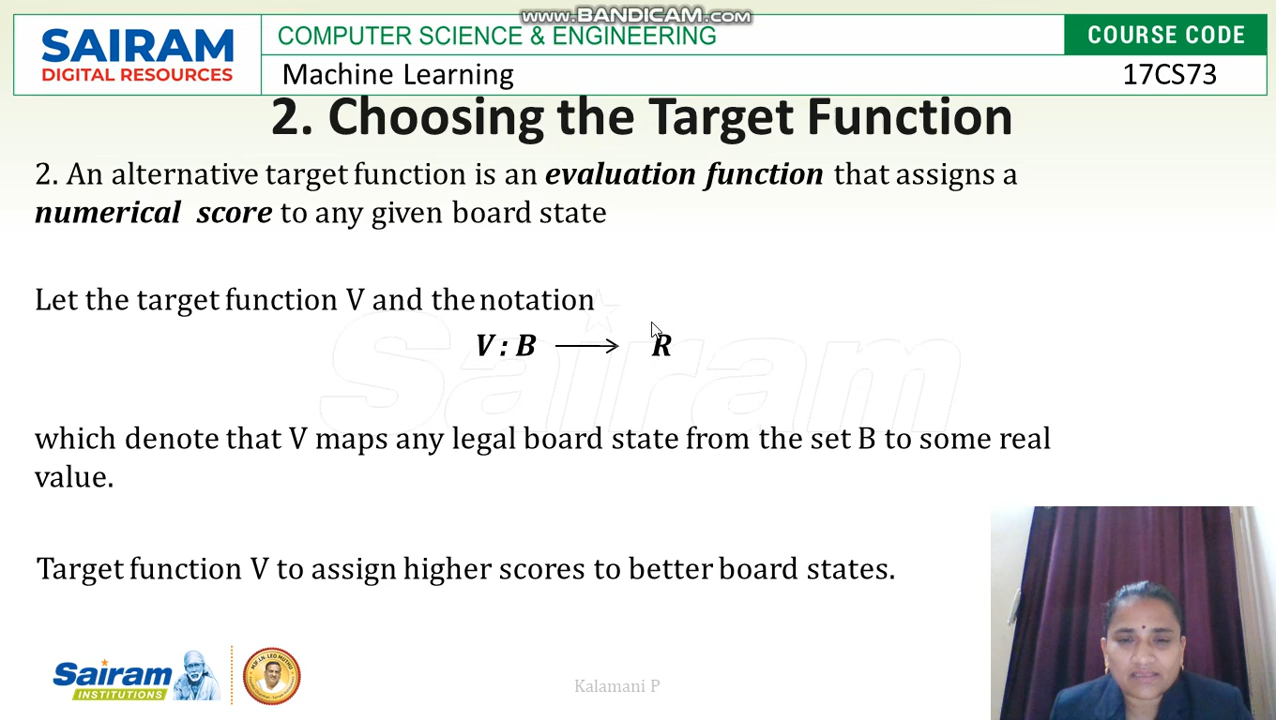 www.BANDICAM.com
SAIRAM
DIGITAL RESOURCES
COMPUTER SCIENCE & ENGINEERING
COURSE CODE
Machine Learning
17CS73
2. Choosing the Target Function
2. An alternative target function is an evaluation function that assigns a
numerical score to any given board state
Let the target function V and the notation
V : B ⟶ R
Sairam
which denote that V maps any legal board state from the set B to some real
value.
Target function V to assign higher scores to better board states.
Sairam
INSTITUTIONS
Kalamani P